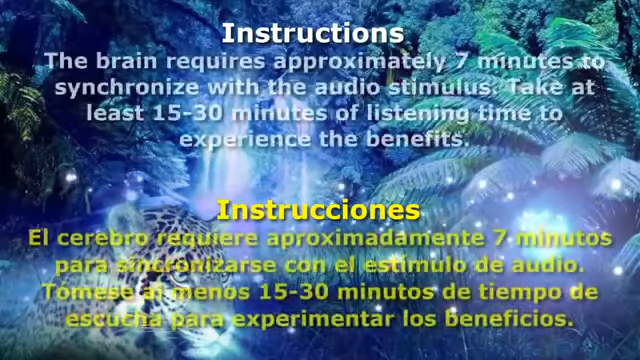 Instructions
The brain requires approximately 7 minutes to
synchronize with the audio stimulus. Take at
least 15-30 minutes of listening time to
experience the benefits.
Instrucciones
El cerebro requiere aproximadamente 7 minutos
para sincronizarse con el estimulo de audio.
Tómese al menos 15-30 minutos de tiempo de
escucha para experimentar los beneficios.